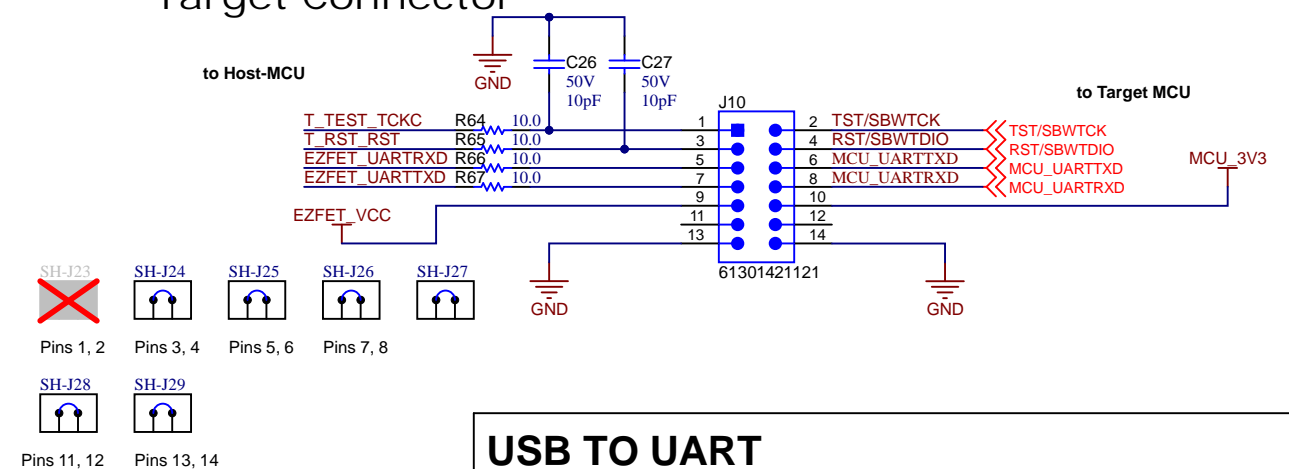 Target Connector
to Host-MCU
GND
C26
50V
10pF
C27
50V
10pF
J10
to Target MCU
T_TEST_TCKC R64 10.0 1 2 TST/SBWTCK TST/SBWTCK
T_RST_RST R65 10.0 3 4 RST/SBWTDIO RST/SBWTDIO
EZFET_UARTRXD R66 10.0 5 6 MCU_UARTTXD MCU_UARTTXD
EZFET_UARTTXD R67 10.0 7 8 MCU_UARTRXD MCU_UARTRXD
MCU_3V3
9 10
EZFET_VCC
11 12
13 14
61301421121
GND
GND
SH-J23 SH-J24 SH-J25 SH-J26 SH-J27
Pins 1, 2 Pins 3, 4 Pins 5, 6 Pins 7, 8
SH-J28 SH-J29
Pins 11, 12 Pins 13, 14
USB TO UART